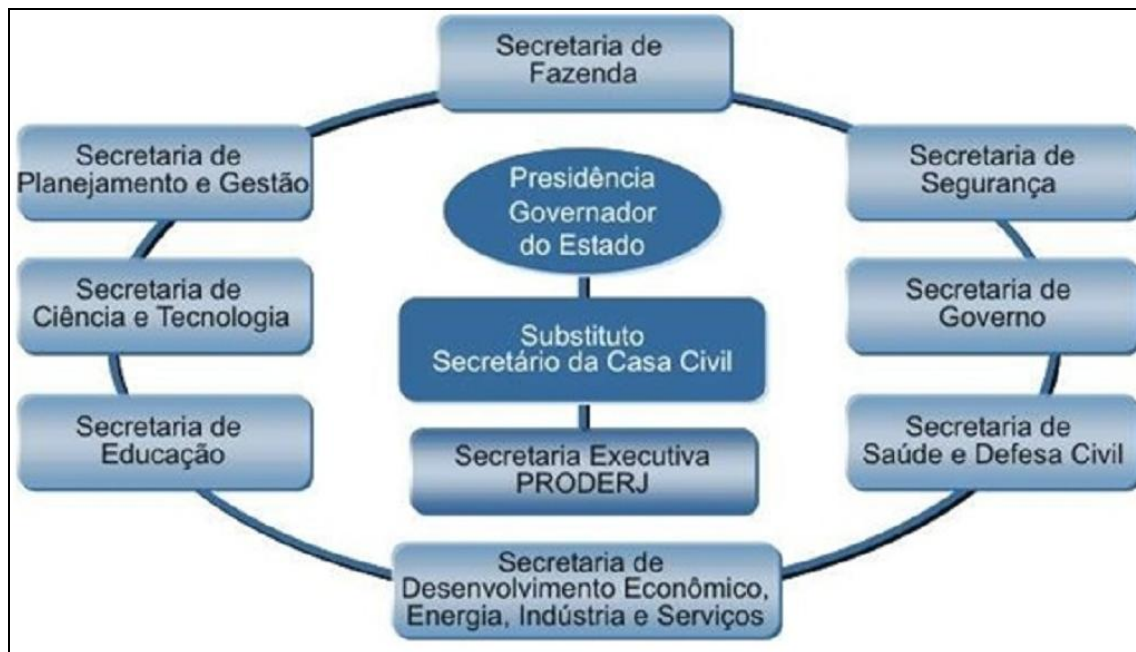 Secretaria de
Fazenda
Secretaria de
Planejamento e Gestão
Presidência
Governador
do Estado
Secretaria de
Segurança
Secretaria de
Ciência e Tecnologia
Substituto
Secretário da Casa Civil
Secretaria de
Governo
Secretaria de
Educação
Secretaria Executiva
PRODERJ
Secretaria de
Saúde e Defesa Civil
Secretaria de
Desenvolvimento Econômico,
Energia, Indústria e Serviços